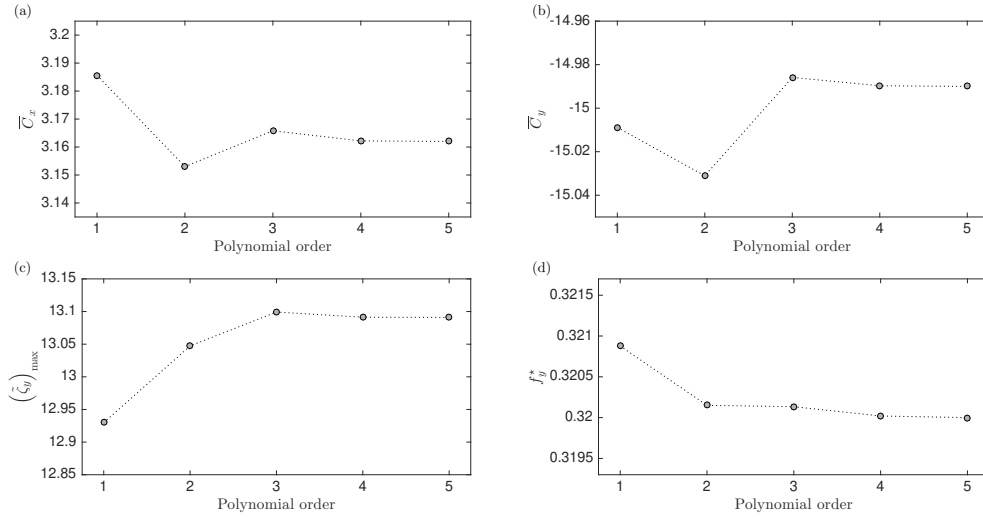 (a)
3.2
3.19
3.18
3.17
3.16
3.15
3.14
C̅ₓ
1 2 3 4 5
Polynomial order
(b)
-14.96
-14.98
-15
-15.02
-15.04
C̅ᵧ
1 2 3 4 5
Polynomial order
(c)
13.15
13.1
13.05
13
12.95
12.9
12.85
(ζ̃ᵧ)max
1 2 3 4 5
Polynomial order
(d)
0.3215
0.321
0.3205
0.32
0.3195
f*ᵧ
1 2 3 4 5
Polynomial order